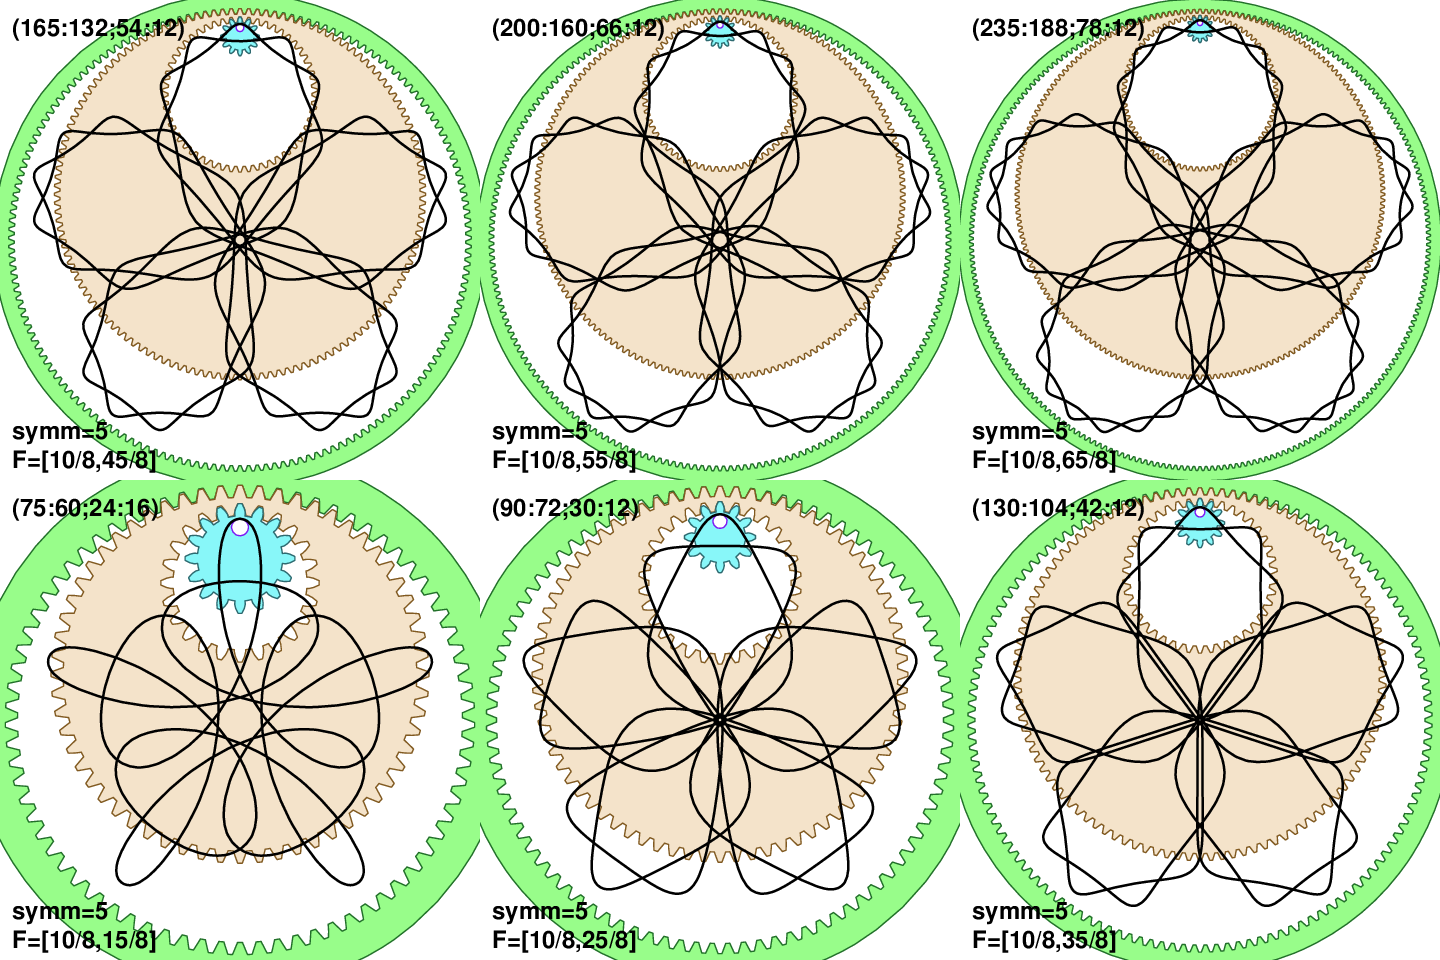 (165:132;54:12)
symm=5
F=[10/8,45/8]
(200:160;66:12)
symm=5
F=[10/8,55/8]
(235:188;78;12)
symm=5
F=[10/8,65/8]
(75:60;24:16)
symm=5
F=[10/8,15/8]
(90:72;30:12)
symm=5
F=[10/8,25/8]
(130:104;42:12)
symm=5
F=[10/8,35/8]